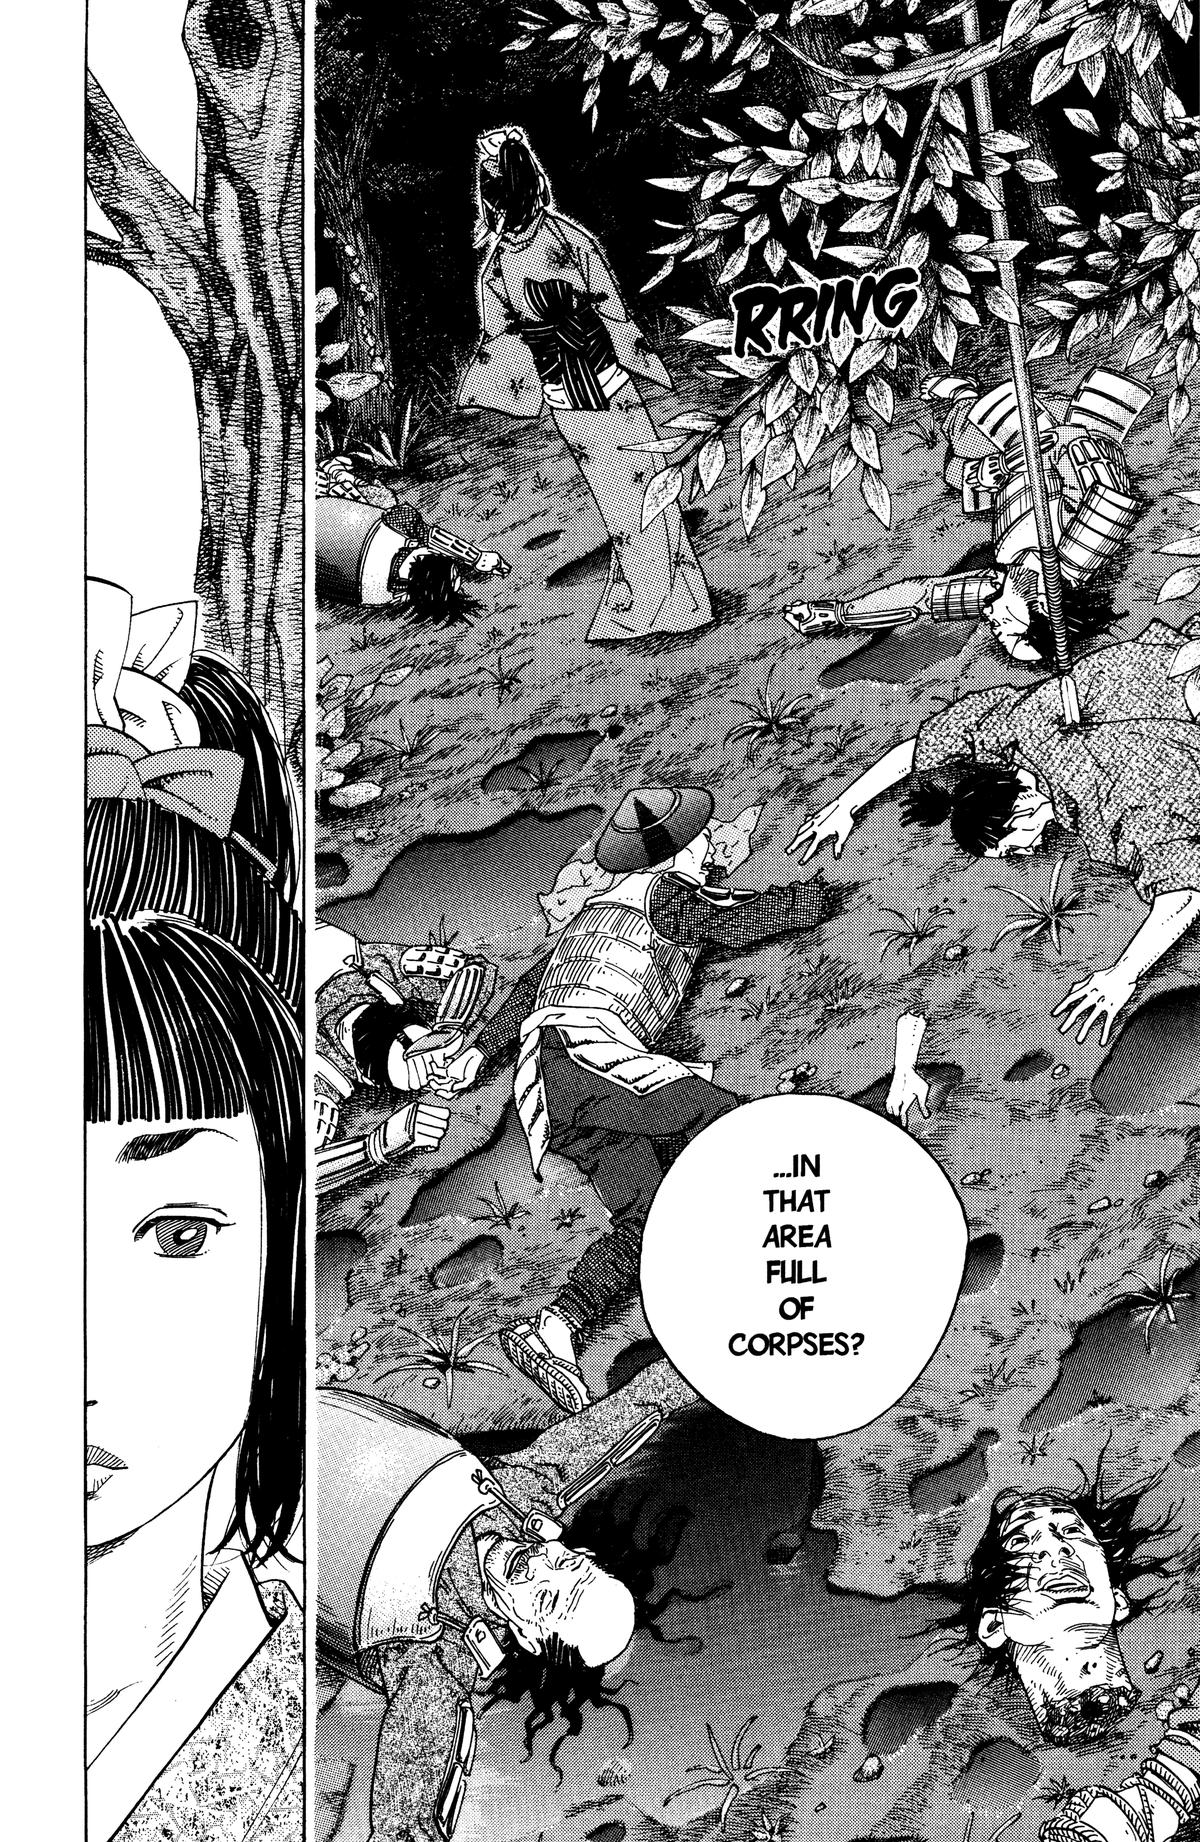 RRING
...IN
THAT
AREA
FULL
OF
CORPSES?